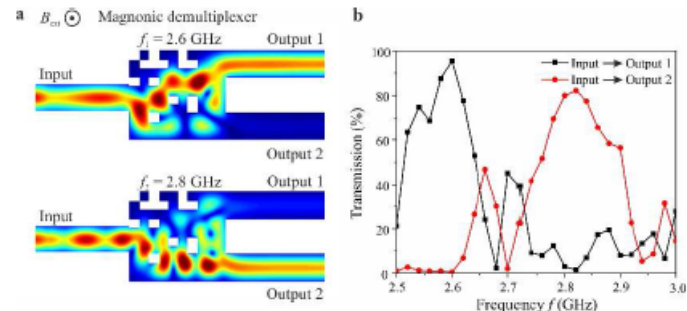 a B_ext ⊙ Magnonic demultiplexer
f₁ = 2.6 GHz
Output 1
Input
Output 2
f₂ = 2.8 GHz
Output 1
Input
Output 2
b
Input → Output 1
Input → Output 2
Transmission (%)
100
80
60
40
20
0
2.5 2.6 2.7 2.8 2.9 3.0
Frequency f (GHz)